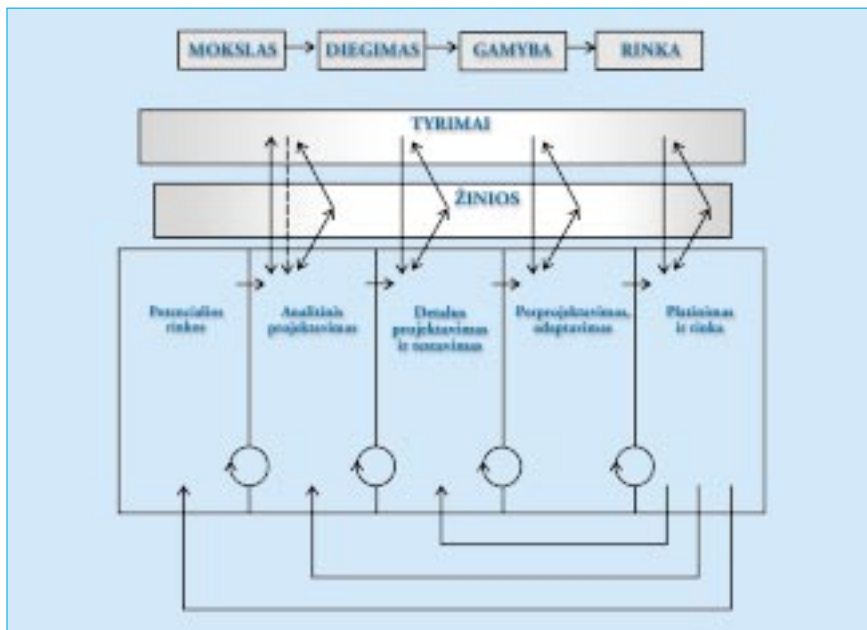 MOKSLAS DIEGIMAS GAMYBA RINKA
TYRIMAI
ŽINIOS
Potencialios
rinkos
Analitinis
projektavimas
Detalus
projektavimas
ir testavimas
Perprojektavimas,
adaptavimas
Platinimas
ir rinka